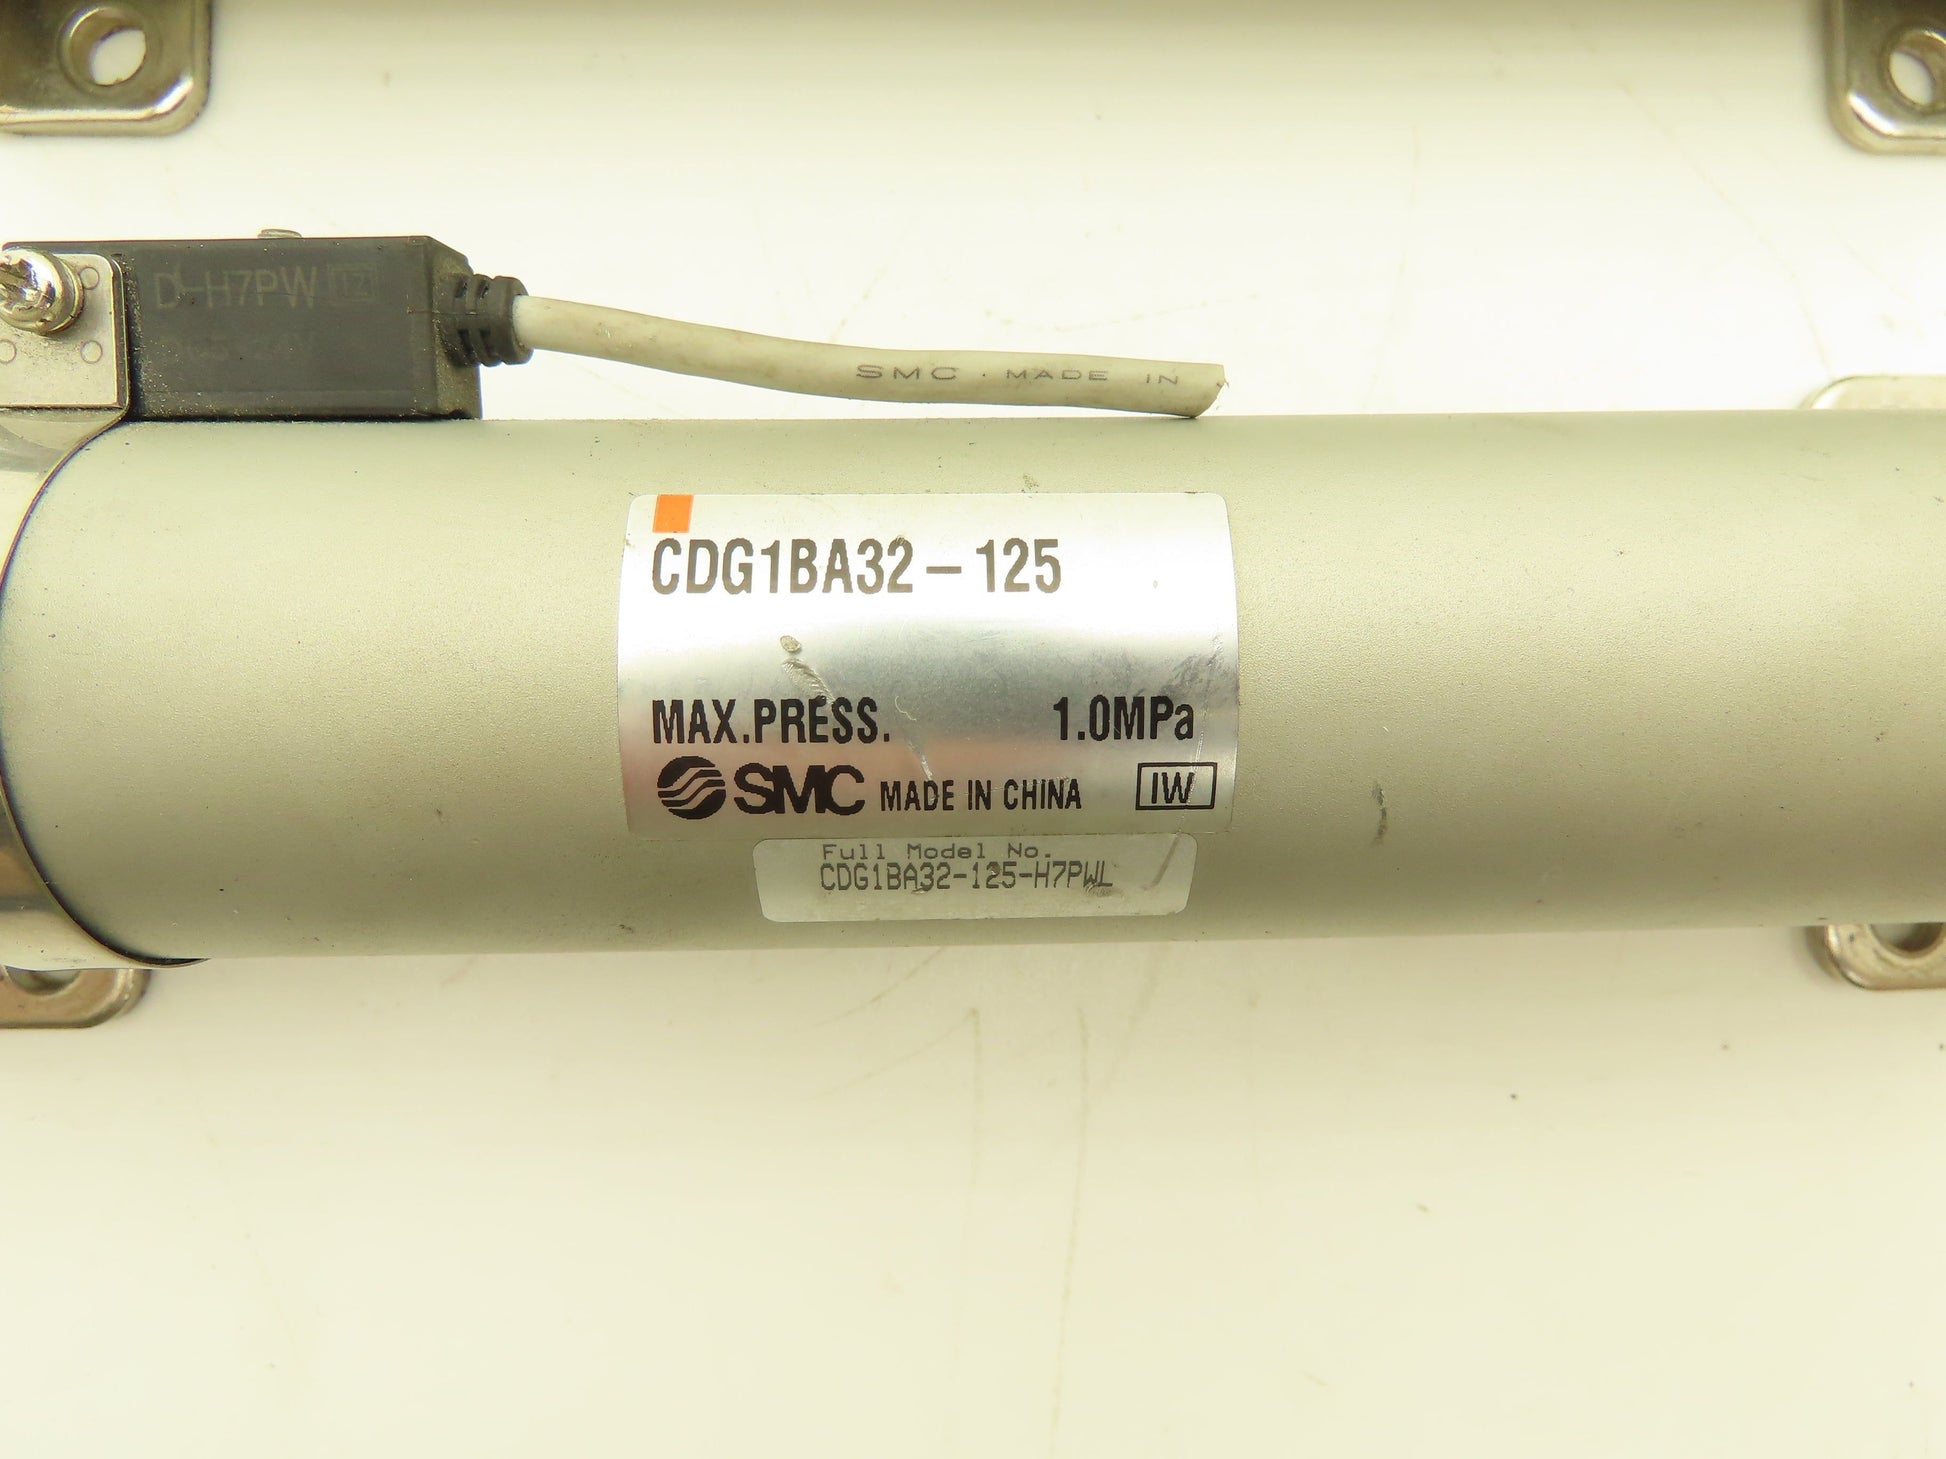 D-H7PW
SMC · MADE IN
CDG1BA32-125
MAX.PRESS. 1.0MPa
SMC MADE IN CHINA IW
Full Model No.
CDG1BA32-125-H7PWL